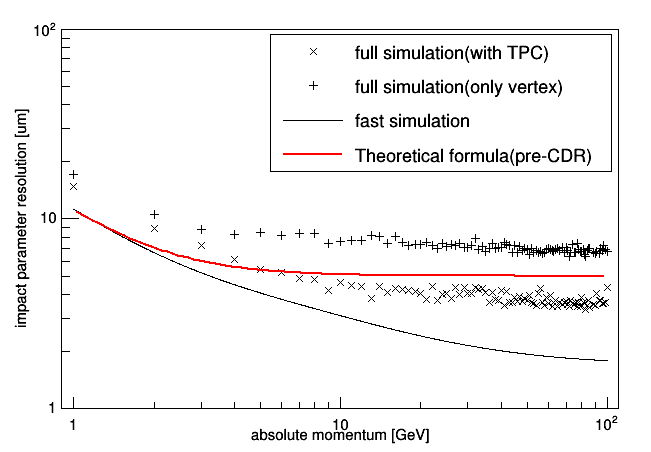 10²
full simulation(with TPC)
full simulation(only vertex)
fast simulation
Theoretical formula(pre-CDR)
impact parameter resolution [um]
10
1
1
10
10²
absolute momentum [GeV]